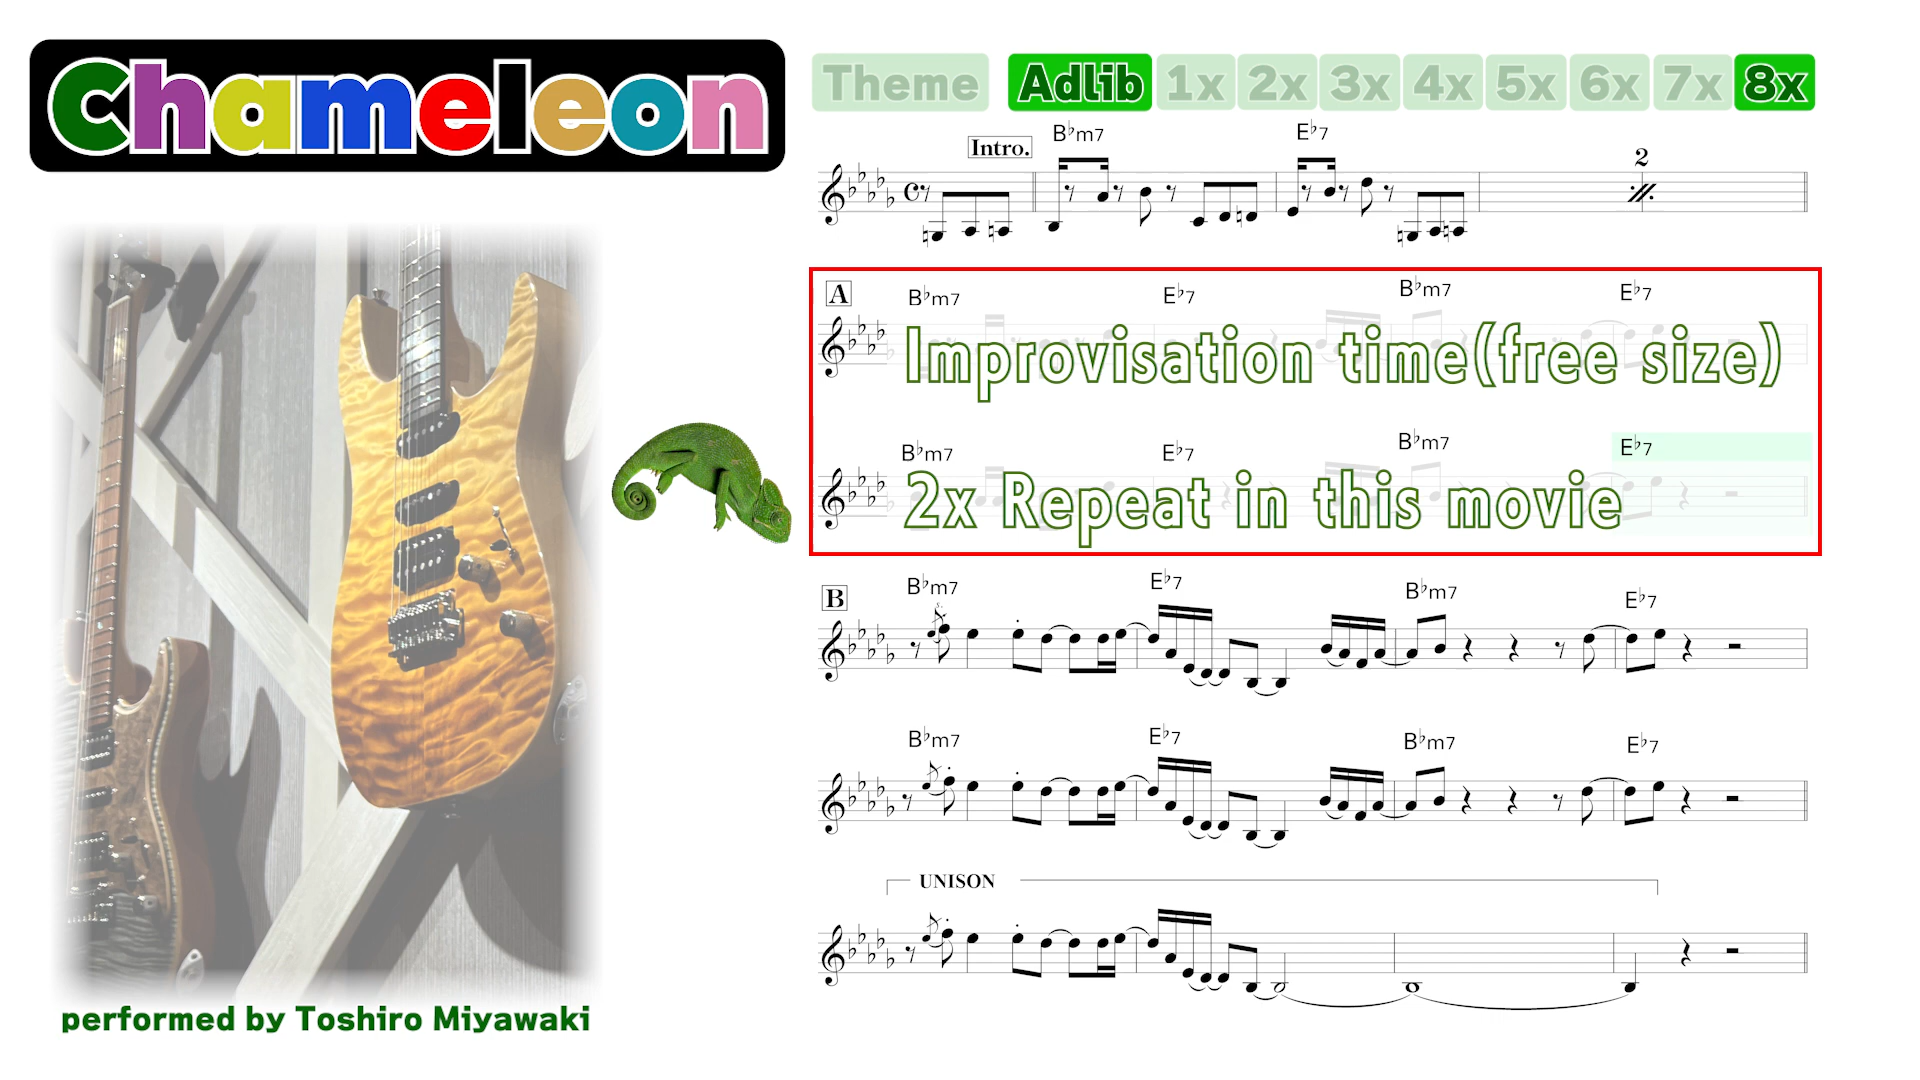 Chameleon
Theme Adlib 1x 2x 3x 4x 5x 6x 7x 8x
Intro. B♭m7 E♭7
2
A B♭m7 E♭7 B♭m7 E♭7
Improvisation time(free size)
B♭m7 E♭7 B♭m7 E♭7
2x Repeat in this movie
B B♭m7 E♭7 B♭m7 E♭7
B♭m7 E♭7 B♭m7 E♭7
UNISON
performed by Toshiro Miyawaki